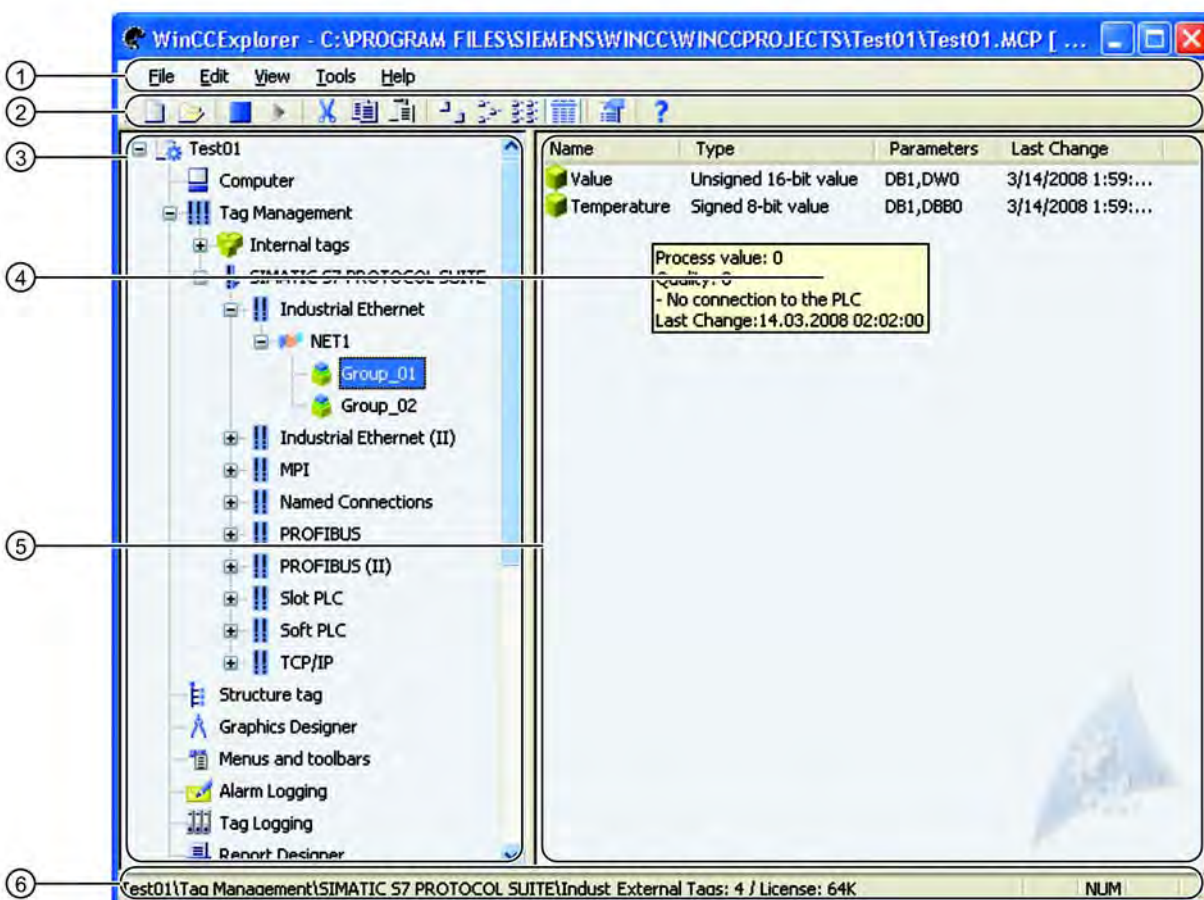 WinCCExplorer - C:\PROGRAM FILES\SIEMENS\WINCC\WINCCPROJECTS\Test01\Test01.MCP [ ...
1
File Edit View Tools Help
2
?
3
Test01
Computer
Tag Management
Internal tags
SIMATIC S7 PROTOCOL SUITE
Industrial Ethernet
NET1
Group_01
Group_02
Industrial Ethernet (II)
MPI
Named Connections
PROFIBUS
PROFIBUS (II)
Slot PLC
Soft PLC
TCP/IP
Structure tag
Graphics Designer
Menus and toolbars
Alarm Logging
Tag Logging
Report Designer
Name Type Parameters Last Change
Value Unsigned 16-bit value DB1,DW0 3/14/2008 1:59:...
Temperature Signed 8-bit value DB1,DBB0 3/14/2008 1:59:...
4
Process value: 0
Quality: 0
- No connection to the PLC
Last Change:14.03.2008 02:02:00
5
6
Test01\Tag Management\SIMATIC S7 PROTOCOL SUITE\Indust External Tags: 4 / License: 64K NUM